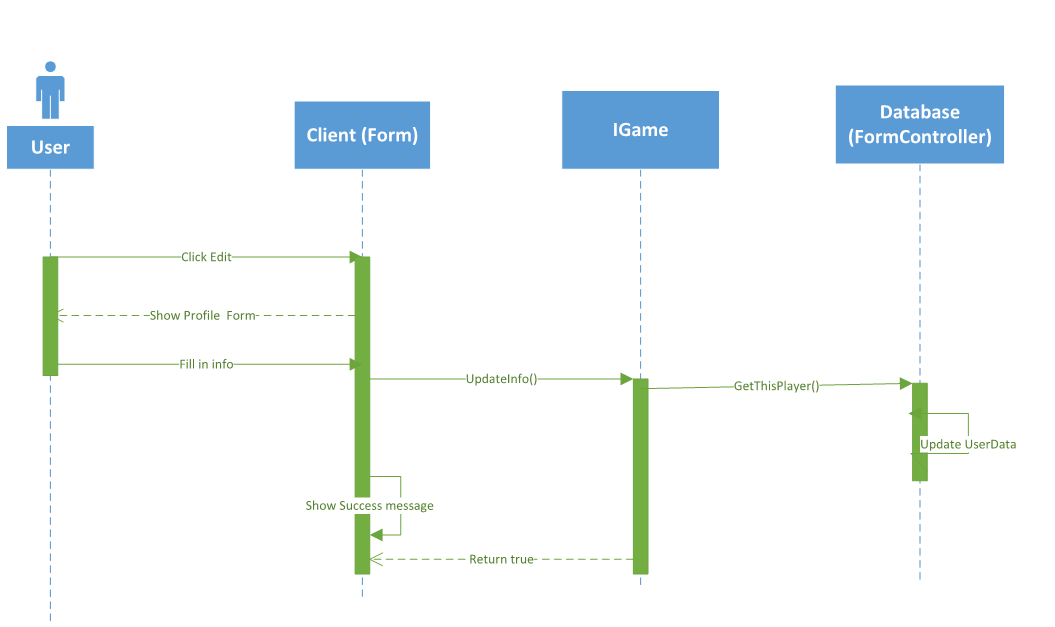 User
Client (Form)
IGame
Database
(FormController)
Click Edit
Show Profile  Form
Fill in info
UpdateInfo()
GetThisPlayer()
Update UserData
Show Success message
Return true